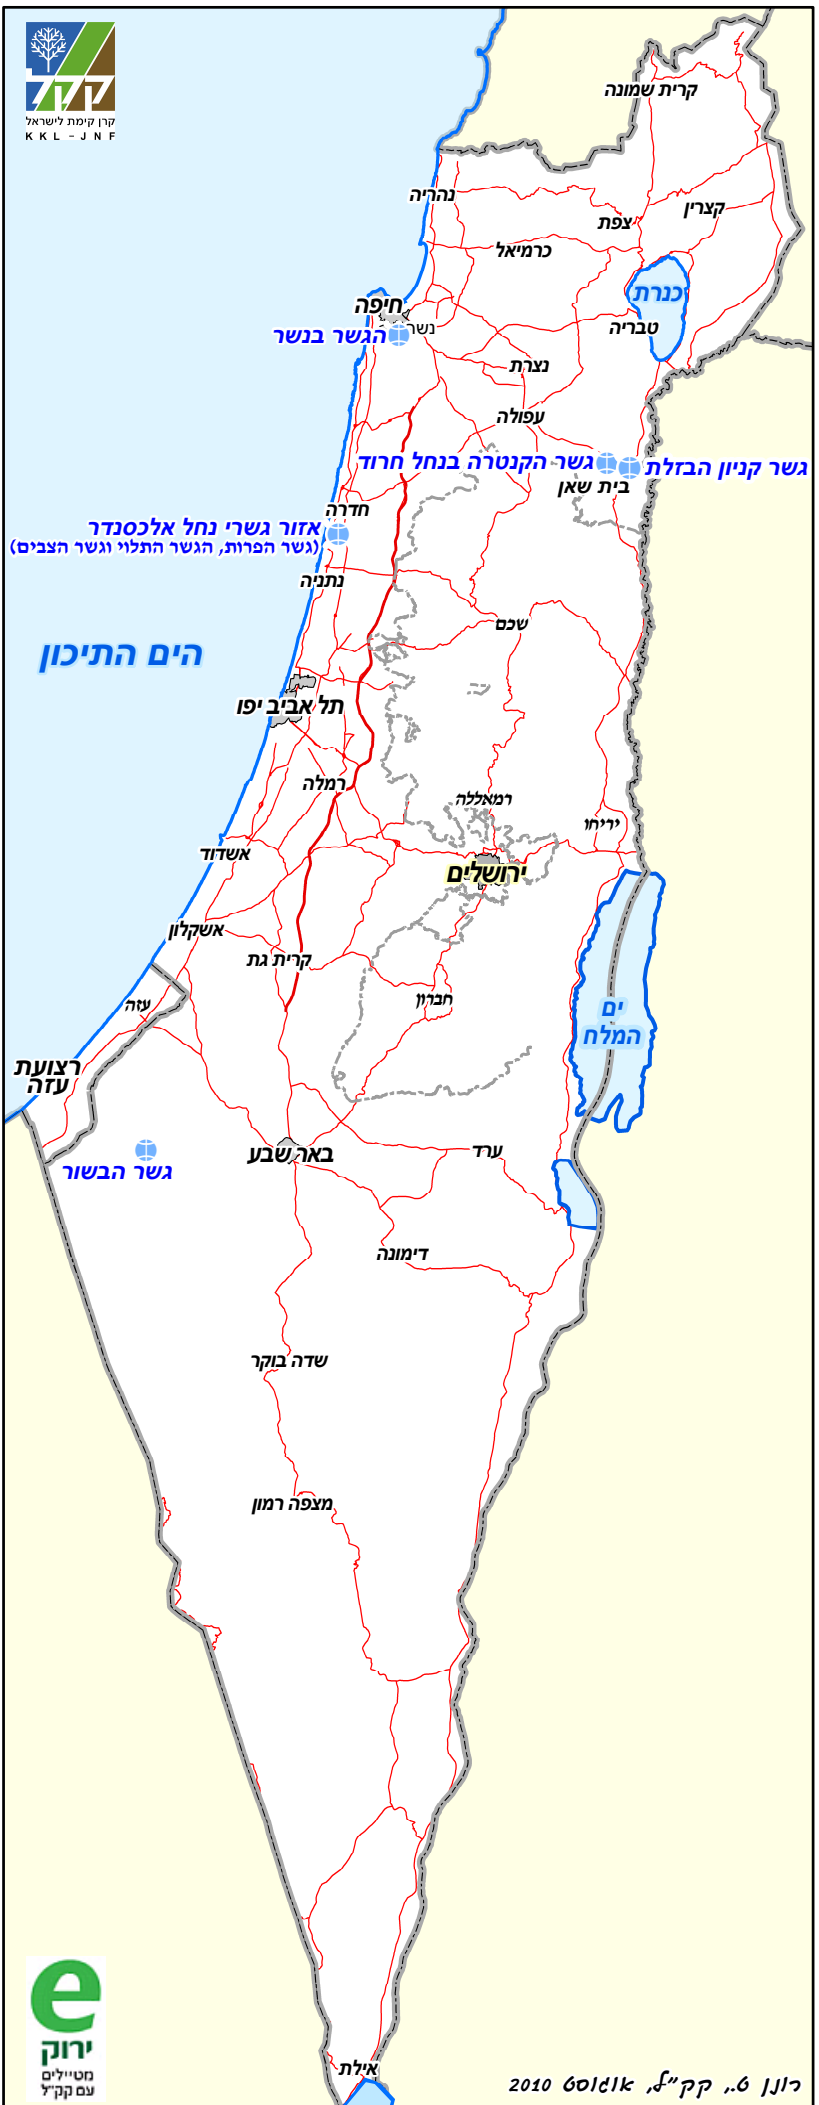 קק"ל
קרן קימת לישראל
KKL-JNF
קרית שמונה
נהריה
קצרין
צפת
כרמיאל
כנרת
חיפה
טבריה
נשר
הגשר בנשר
נצרת
עפולה
גשר קניון הבזלת
גשר הקנטרה בנחל חרוד
בית שאן
חדרה
אזור גשרי נחל אלכסנדר
(גשר הפרות, הגשר התלוי וגשר הצבים)
נתניה
שכם
הים התיכון
תל אביב יפו
רמלה
רמאללה
יריחו
אשדוד
ירושלים
אשקלון
קרית גת
חברון
עזה
ים
המלח
רצועת
עזה
ערד
באר שבע
גשר הבשור
דימונה
שדה בוקר
מצפה רמון
אילת
e
ירוק
מטיילים
עם קק"ל
רונן ט., קק"ל, אוגוסט 2010